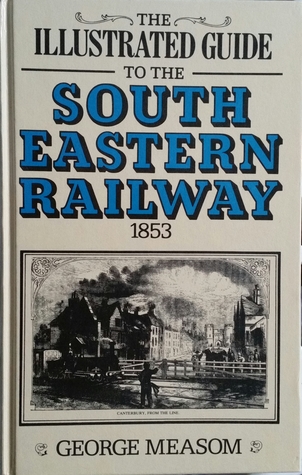 THE
ILLUSTRATED GUIDE
TO THE
SOUTH
EASTERN
RAILWAY
1853
CANTERBURY, FROM THE LINE.
GEORGE MEASOM